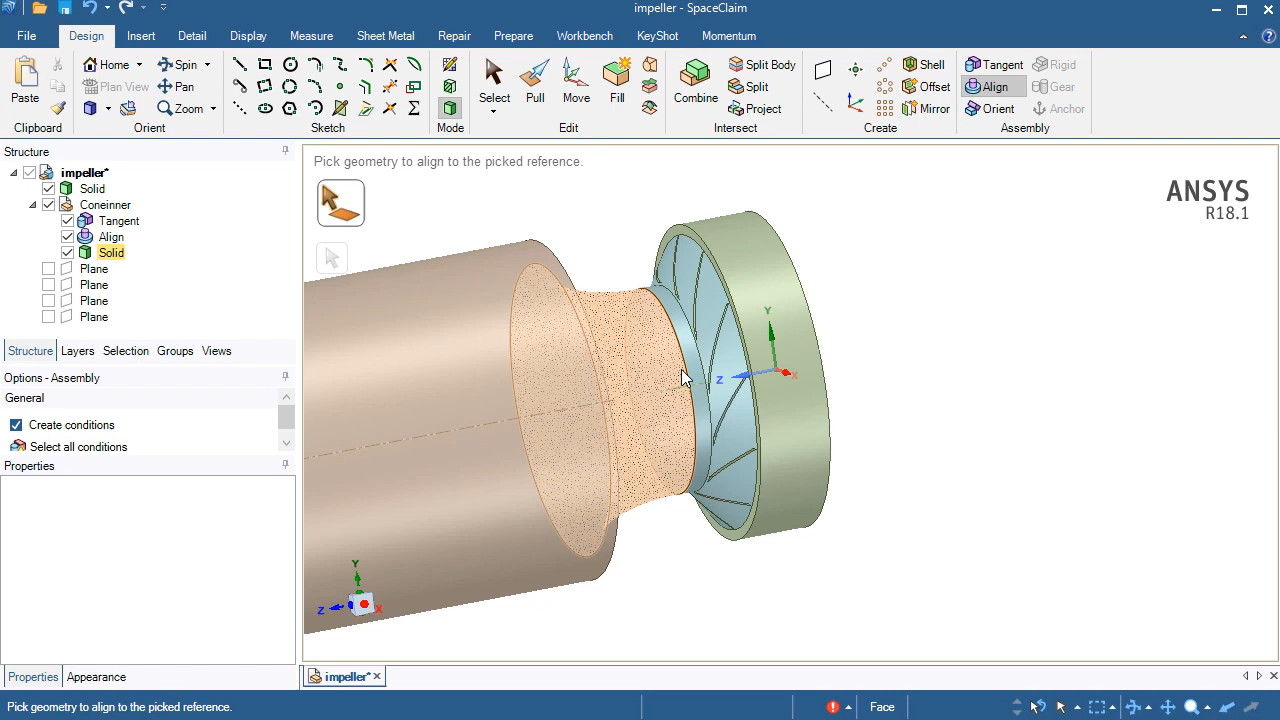 impeller - SpaceClaim
File Design Insert Detail Display Measure Sheet Metal Repair Prepare Workbench KeyShot Momentum
Paste
Clipboard
Home Spin
Plan View Pan
Zoom
Orient
Sketch
Mode
Select Pull Move Fill
Edit
Combine
Split Body
Split
Project
Intersect
Shell
Offset
Mirror
Create
Tangent Rigid
Align Gear
Orient Anchor
Assembly
Structure
impeller*
Solid
Coneinner
Tangent
Align
Solid
Plane
Plane
Plane
Plane
Structure Layers Selection Groups Views
Options - Assembly
General
Create conditions
Select all conditions
Properties
Properties Appearance
Pick geometry to align to the picked reference.
ANSYS
R18.1
Y
Z
X
Y
Z
X
impeller*
Pick geometry to align to the picked reference.
Face